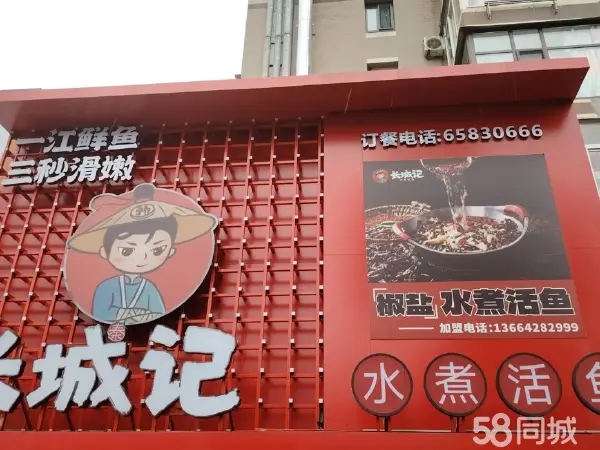 一江鲜鱼
三秒滑嫩
长城记
订餐电话:65830666
长城记
「椒盐」水煮活鱼
—— 加盟电话:13664282999
水煮活鱼
58同城